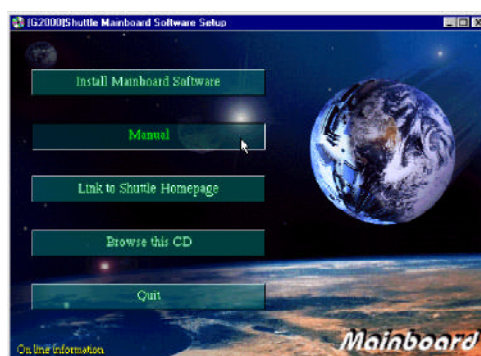 [G2000]Shuttle Mainboard Software Setup
Install Mainboard Software
Manual
Link to Shuttle Homepage
Browse this CD
Quit
On line information
Mainboard